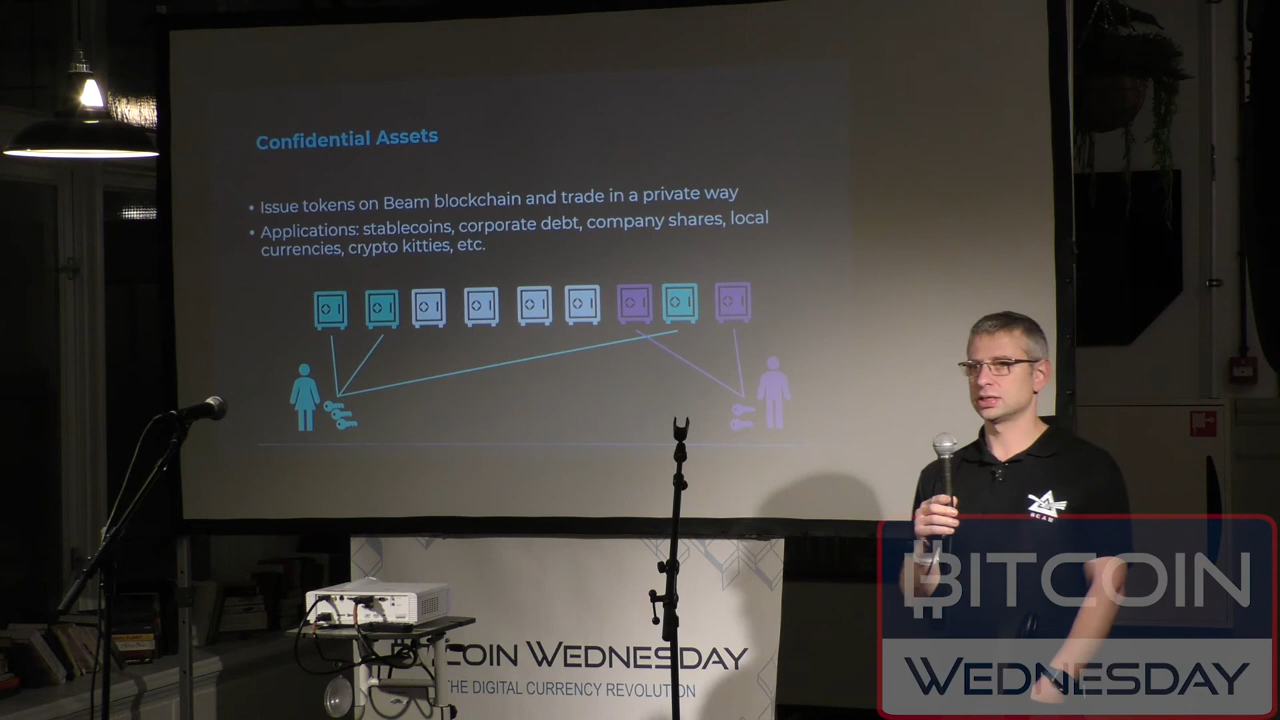 Confidential Assets
• Issue tokens on Beam blockchain and trade in a private way
• Applications: stablecoins, corporate debt, company shares, local
currencies, crypto kitties, etc.
BEAM
BITCOIN
WEDNESDAY
COIN WEDNESDAY
THE DIGITAL CURRENCY REVOLUTION